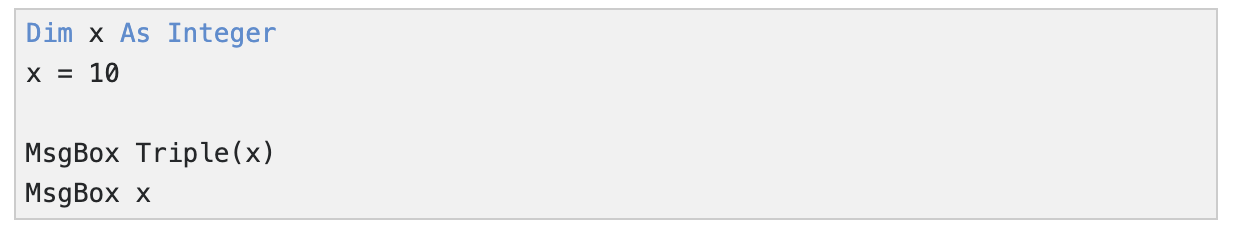 Dim x As Integer
x = 10
MsgBox Triple(x)
MsgBox x